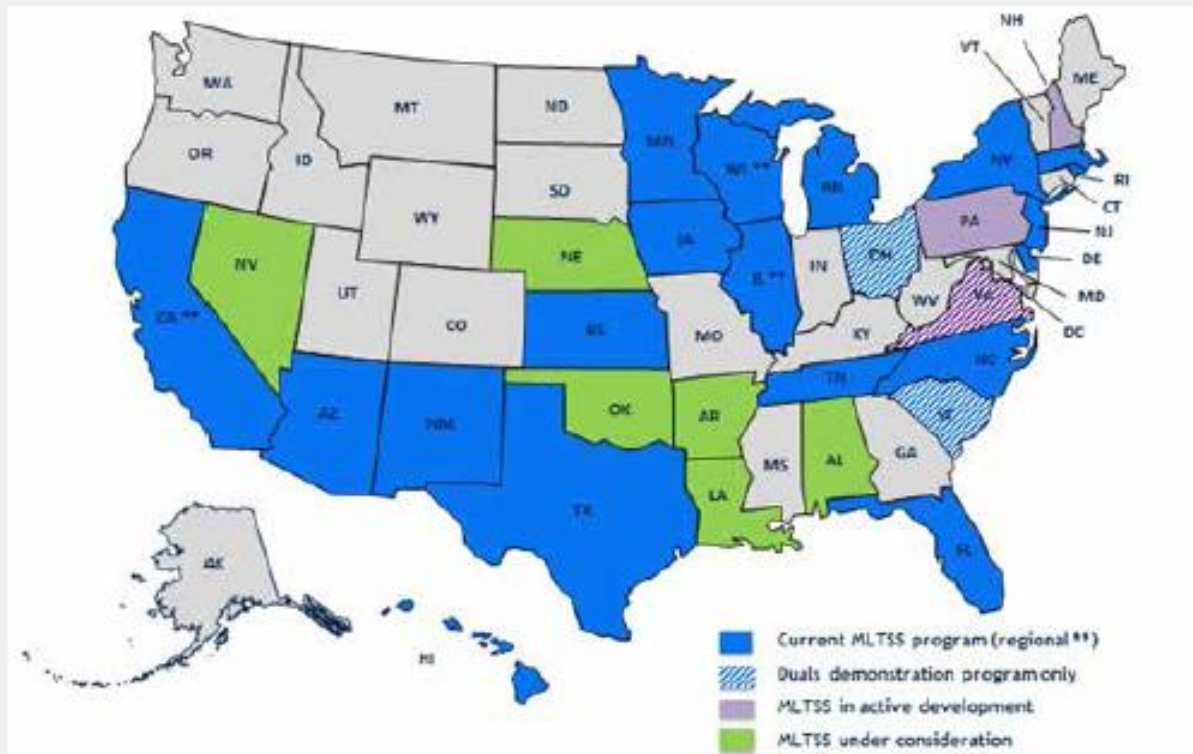 NH
VT
WA
ME
MT
ND
MN
OR
ID
WI **
NY
SD
MI
RI
WY
CT
PA
IA
NJ
NE
OH
NV
IN
DE
IL **
UT
WV
VA
MD
CO
CA **
KS
MO
KY
DC
NC
TN
AZ
OK
NM
AR
SC
MS
AL
GA
LA
TX
FL
AK
HI
Current MLTSS program (regional **)
Duals demonstration program only
MLTSS in active development
MLTSS under consideration